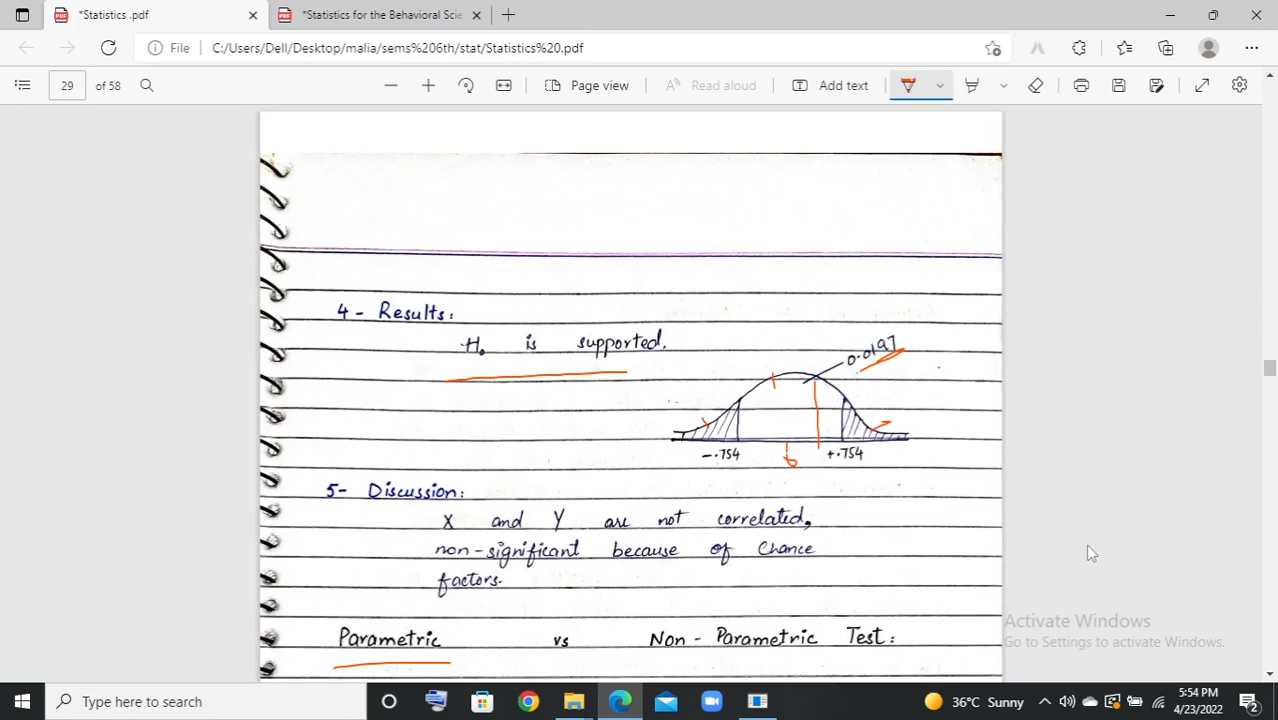 *Statistics .pdf
*Statistics for the Behavioral Scie
File
C:/Users/Dell/Desktop/malia/sems%206th/stat/Statistics%20.pdf
29 of 58
Page view
Read aloud
Add text
4 - Results:
H₀ is supported.
0.0197
-.754
+.754
5- Discussion:
X and Y are not correlated,
non-significant because of Chance
factors.
Parametric vs Non - Parametric Test:
Activate Windows
Go to Settings to activate Windows.
Type here to search
36°C Sunny
5:54 PM
4/23/2022
2